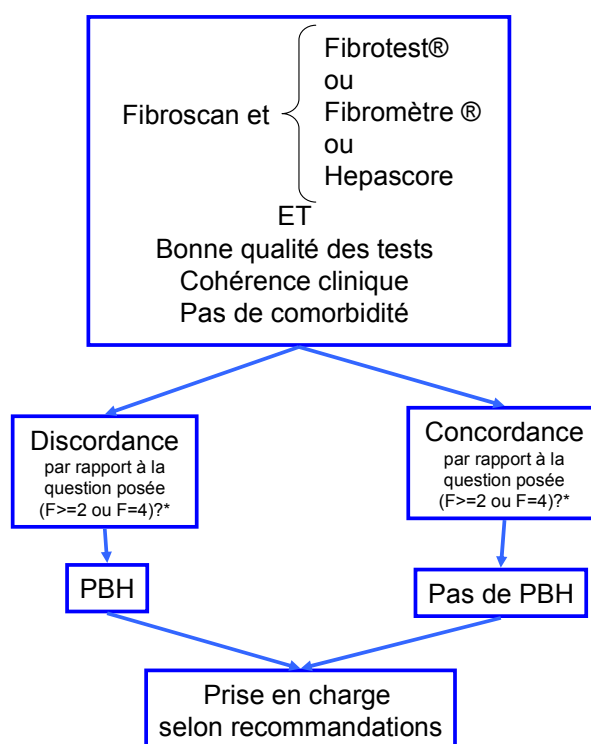 Fibroscan et
Fibrotest®
ou
Fibromètre ®
ou
Hepascore
ET
Bonne qualité des tests
Cohérence clinique
Pas de comorbidité
Discordance
par rapport à la
question posée
(F>=2 ou F=4)?*
Concordance
par rapport à la
question posée
(F>=2 ou F=4)?*
PBH
Pas de PBH
Prise en charge
selon recommandations